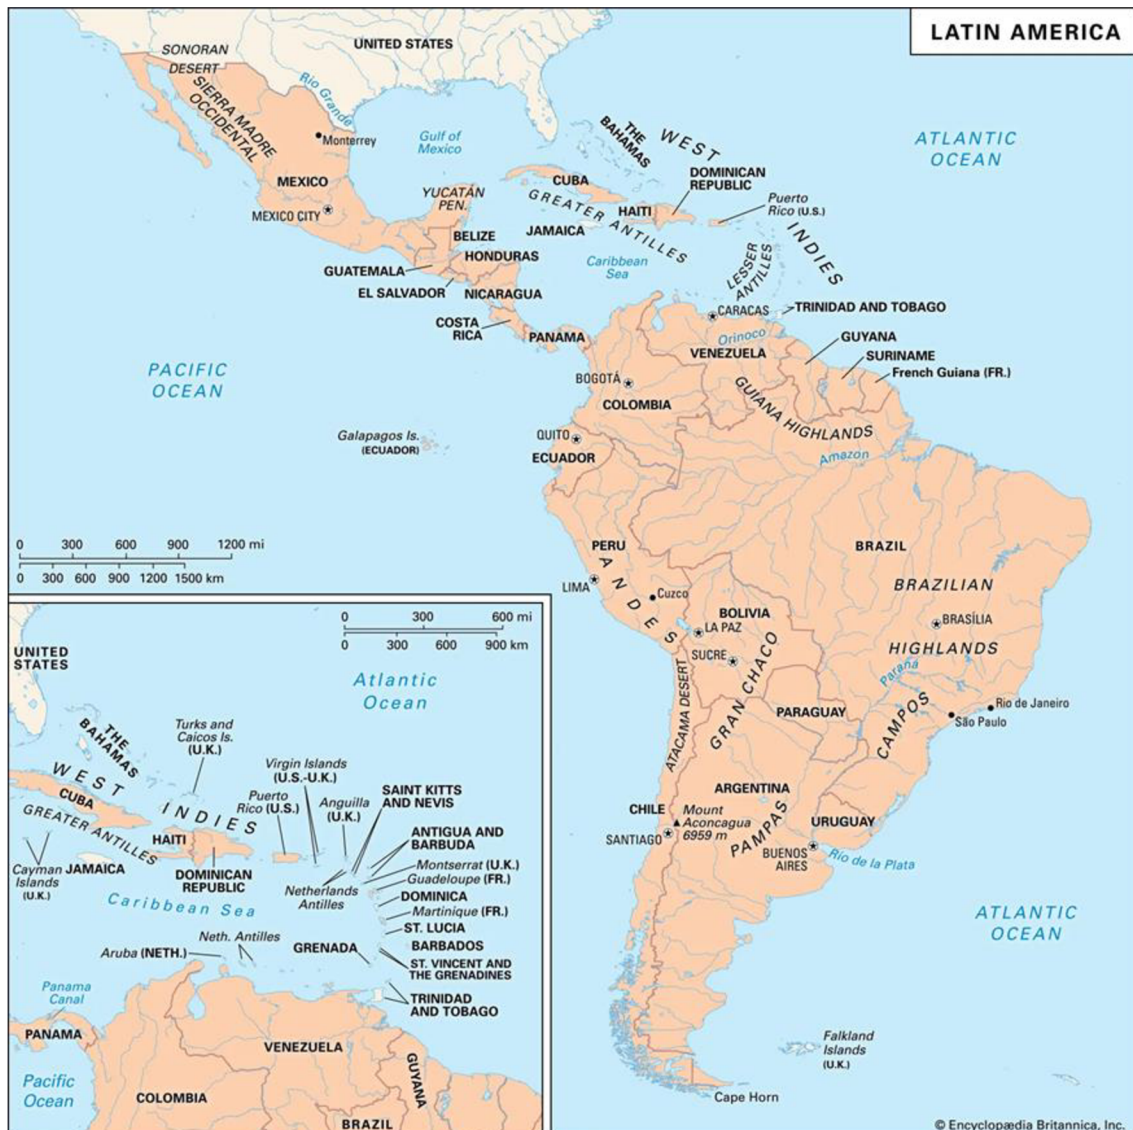 LATIN AMERICA
SONORAN
DESERT
UNITED STATES
Rio Grande
SIERRA MADRE
OCCIDENTAL
Monterrey
Gulf of
Mexico
THE
BAHAMAS
WEST
INDIES
ATLANTIC
OCEAN
MEXICO
MEXICO CITY
YUCATÁN
PEN.
CUBA
DOMINICAN
REPUBLIC
HAITI
Puerto
Rico (U.S.)
GREATER ANTILLES
JAMAICA
BELIZE
HONDURAS
GUATEMALA
EL SALVADOR
NICARAGUA
Caribbean
Sea
LESSER
ANTILLES
COSTA
RICA
PANAMA
CARACAS
TRINIDAD AND TOBAGO
Orinoco
VENEZUELA
GUYANA
SURINAME
French Guiana (FR.)
PACIFIC
OCEAN
BOGOTÁ
COLOMBIA
GUIANA HIGHLANDS
Galapagos Is.
(ECUADOR)
QUITO
ECUADOR
Amazon
PERU
ANDES
LIMA
Cuzco
BRAZIL
BRAZILIAN
HIGHLANDS
BRASÍLIA
BOLIVIA
LA PAZ
SUCRE
GRAN CHACO
ATACAMA DESERT
PARAGUAY
Paraná
CAMPOS
Rio de Janeiro
São Paulo
ARGENTINA
CHILE
Mount
Aconcagua
6959 m
SANTIAGO
PAMPAS
URUGUAY
BUENOS
AIRES
Río de la Plata
ATLANTIC
OCEAN
Falkland
Islands
(U.K.)
Cape Horn
0 300 600 900 1200 mi
0 300 600 900 1200 1500 km
0 300 600 mi
0 300 600 900 km
UNITED
STATES
Atlantic
Ocean
THE
BAHAMAS
Turks and
Caicos Is.
(U.K.)
WEST INDIES
CUBA
GREATER ANTILLES
Virgin Islands
(U.S.-U.K.)
Puerto
Rico (U.S.)
Anguilla
(U.K.)
SAINT KITTS
AND NEVIS
ANTIGUA AND
BARBUDA
HAITI
DOMINICAN
REPUBLIC
Cayman
Islands
(U.K.)
JAMAICA
Netherlands
Antilles
Montserrat (U.K.)
Guadeloupe (FR.)
DOMINICA
Martinique (FR.)
ST. LUCIA
BARBADOS
ST. VINCENT AND
THE GRENADINES
Caribbean Sea
Neth. Antilles
Aruba (NETH.)
GRENADA
TRINIDAD
AND TOBAGO
Panama
Canal
PANAMA
Pacific
Ocean
VENEZUELA
COLOMBIA
GUYANA
BRAZIL
© Encyclopædia Britannica, Inc.